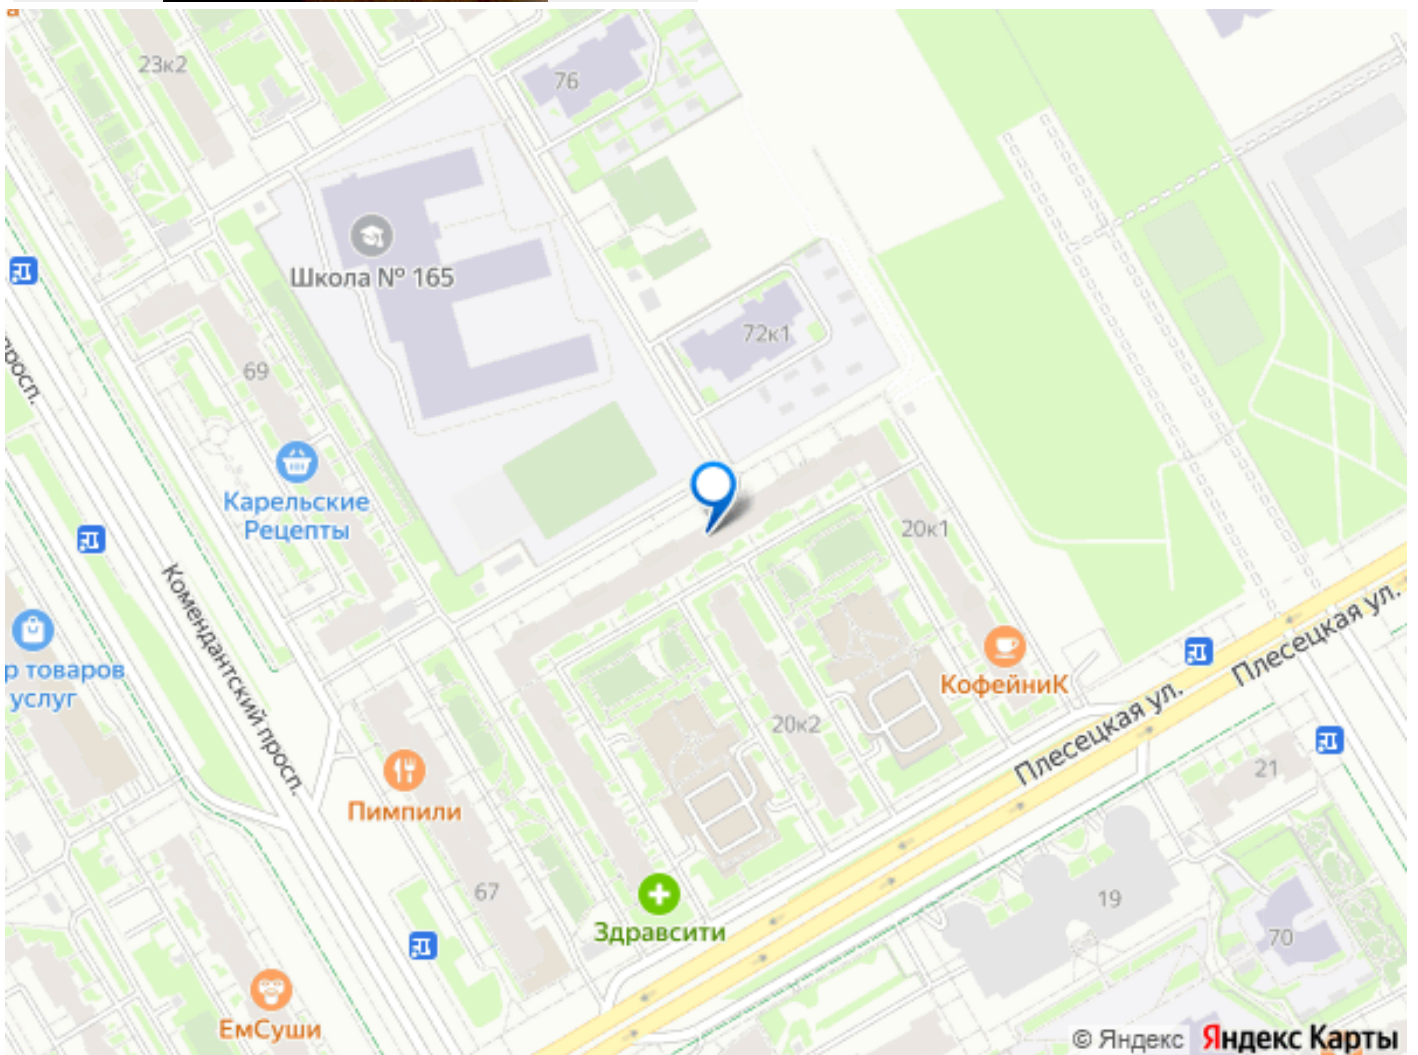 23к2
76
Школа № 165
72к1
69
просп.
Карельские
Рецепты
20к1
Комендантский просп.
р товаров
услуг
КофейниК
Плесецкая ул.
Плесецкая ул.
20к2
21
Пимпили
67
19
Здравсити
70
ЕмСуши
© Яндекс Яндекс Карты